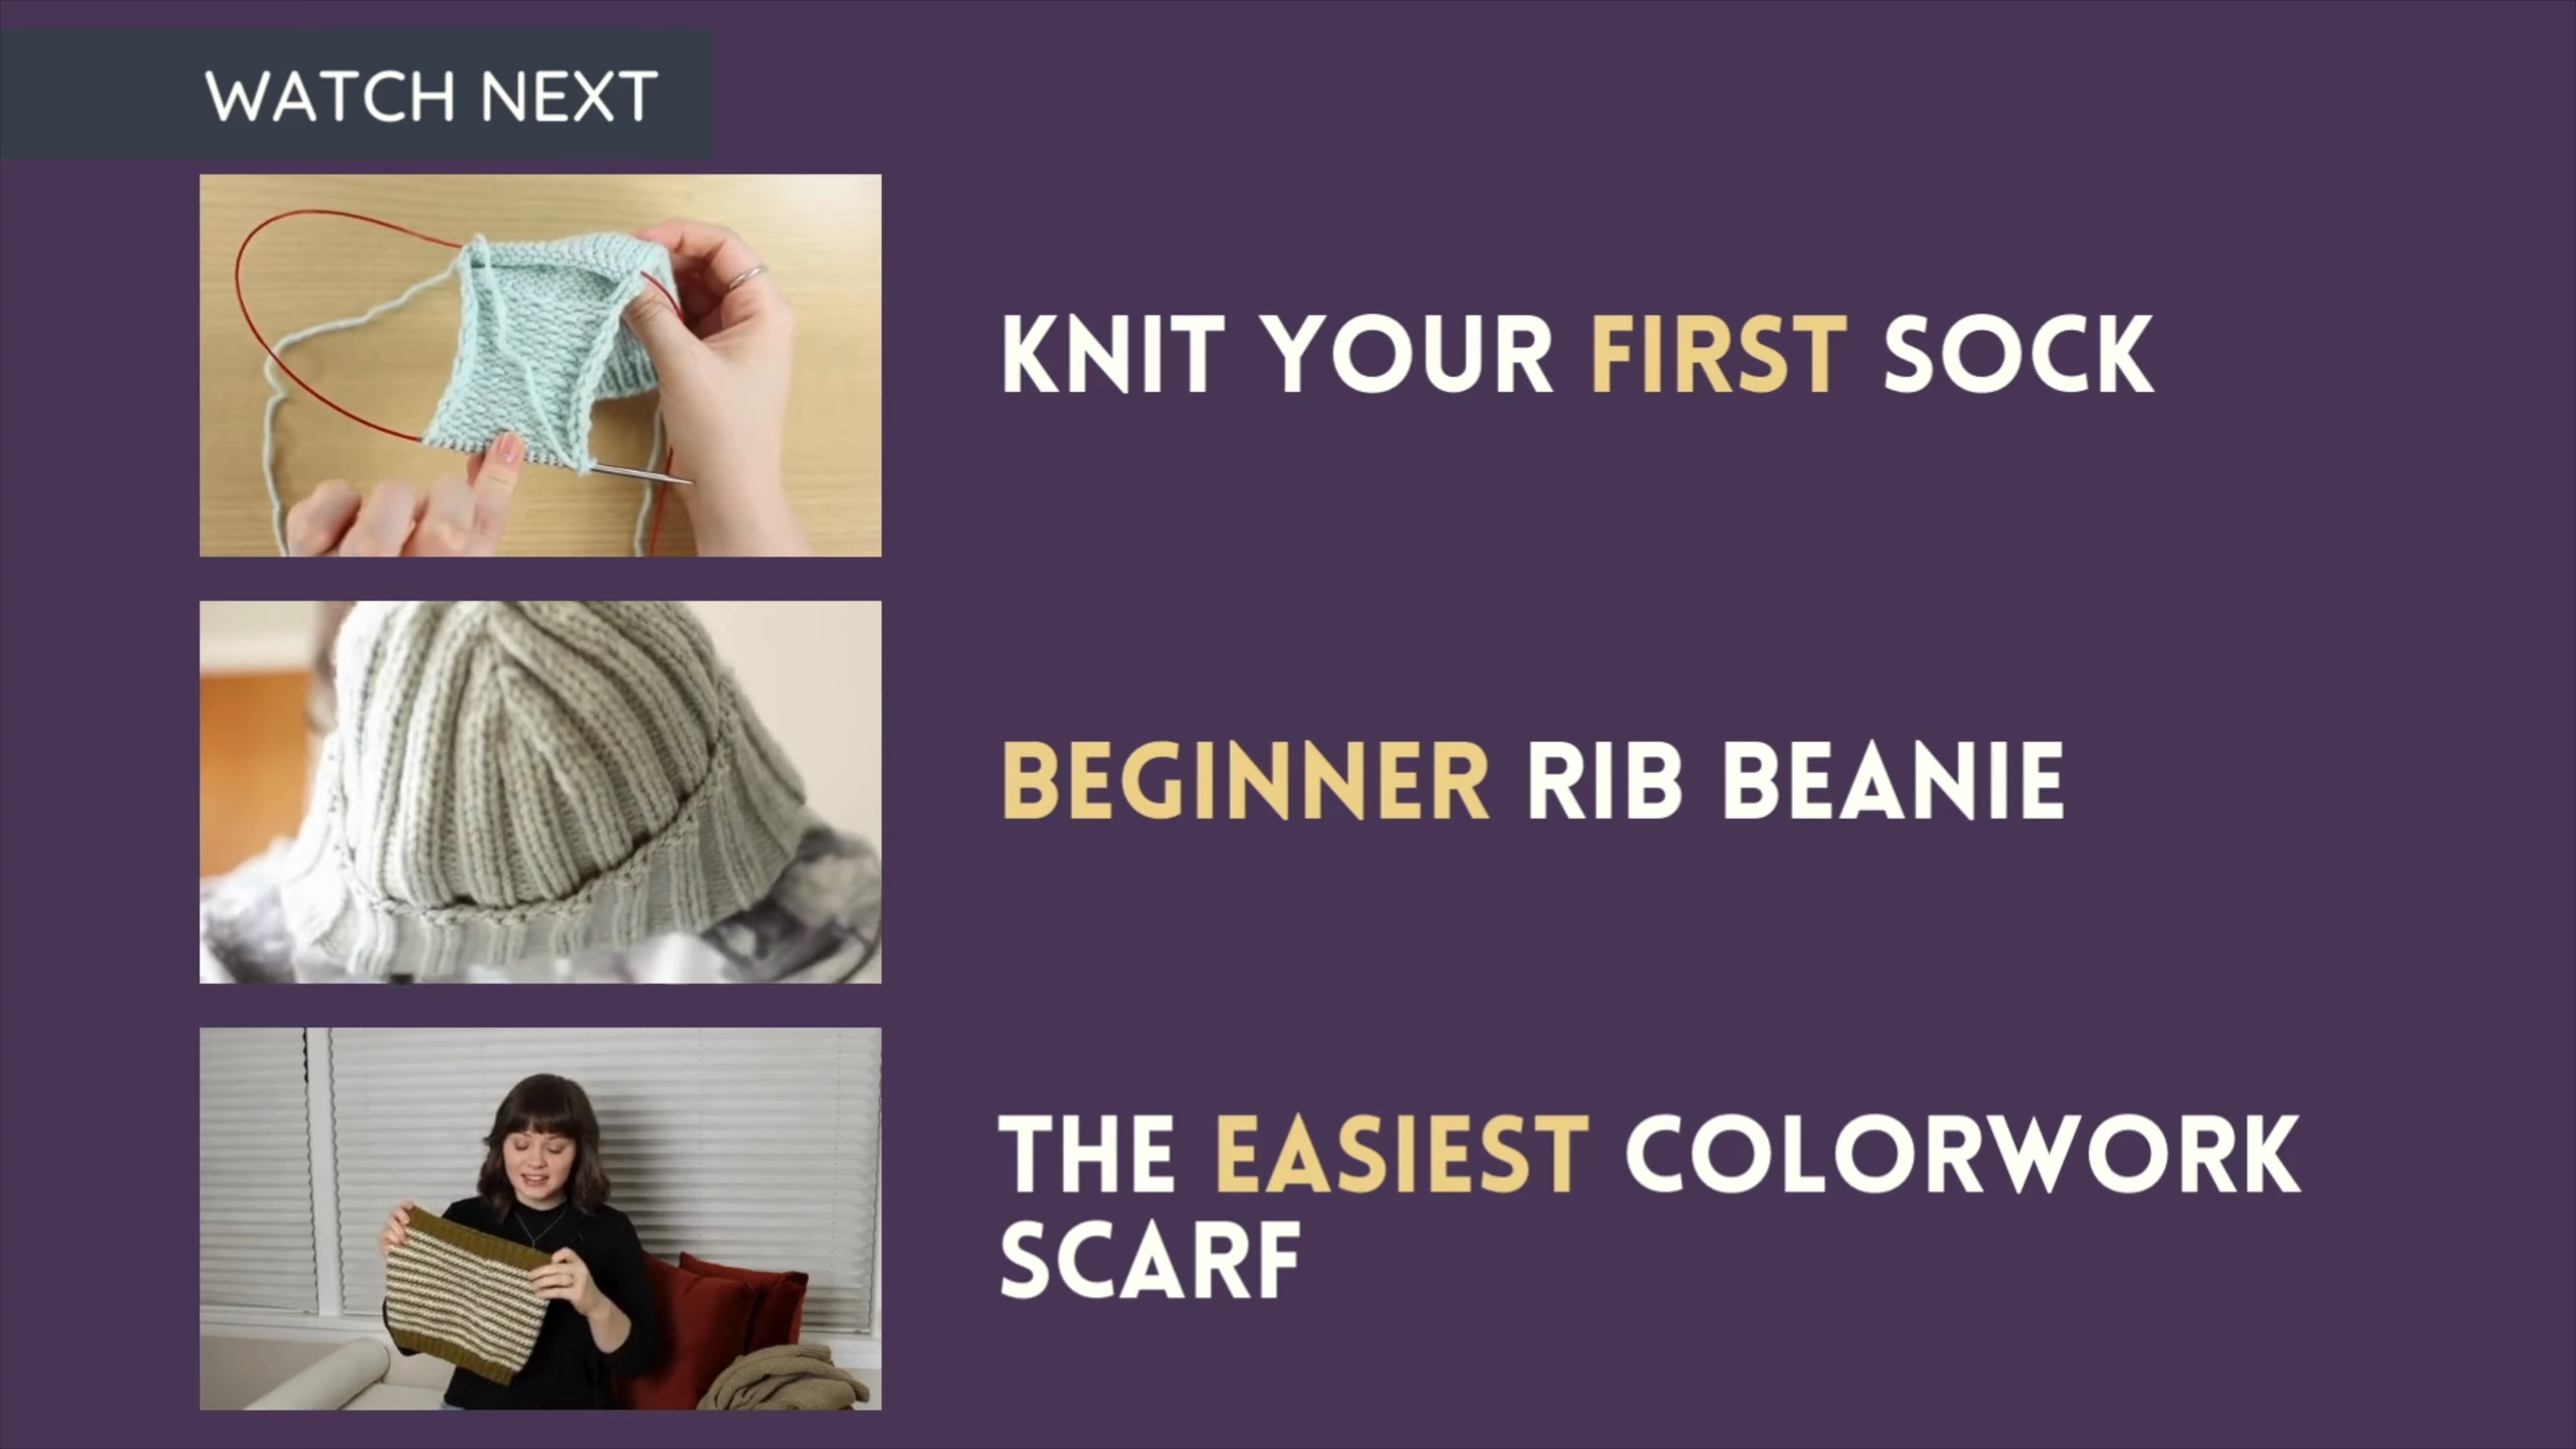 WATCH NEXT
KNIT YOUR FIRST SOCK
BEGINNER RIB BEANIE
THE EASIEST COLORWORK
SCARF